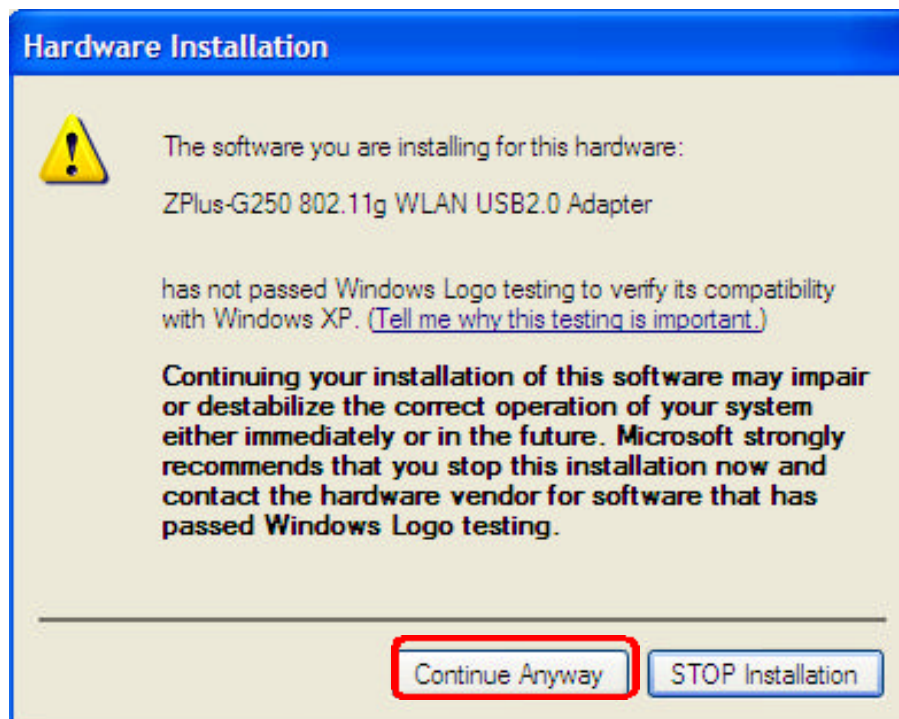 Hardware Installation
The software you are installing for this hardware:
ZPlus-G250 802.11g WLAN USB2.0 Adapter
has not passed Windows Logo testing to verify its compatibility
with Windows XP. (Tell me why this testing is important.)
Continuing your installation of this software may impair
or destabilize the correct operation of your system
either immediately or in the future. Microsoft strongly
recommends that you stop this installation now and
contact the hardware vendor for software that has
passed Windows Logo testing.
Continue Anyway
STOP Installation